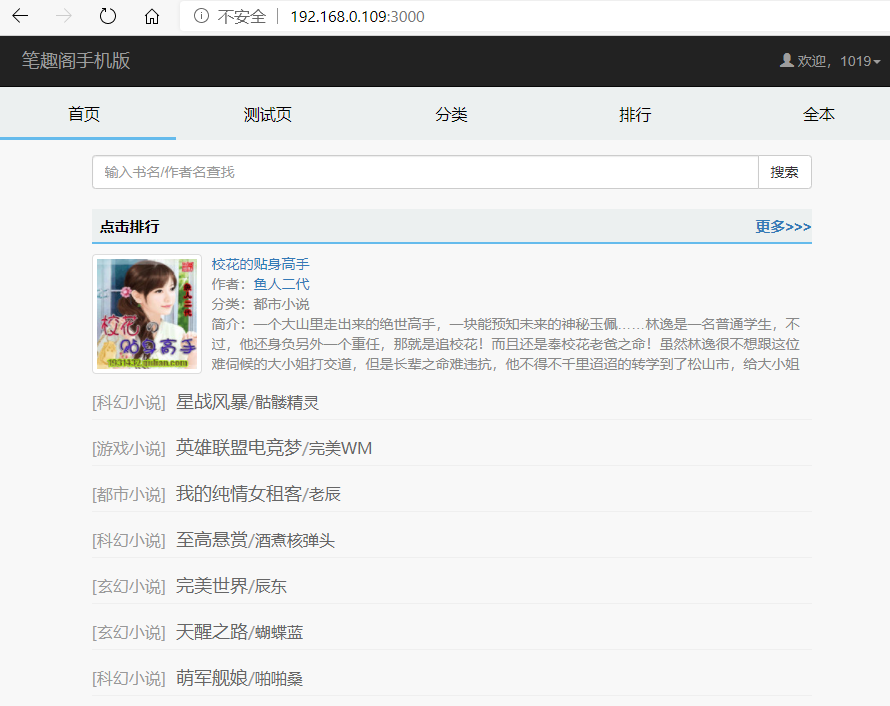 不安全 192.168.0.109:3000
笔趣阁手机版 欢迎，1019
首页 测试页 分类 排行 全本
输入书名/作者名查找 搜索
点击排行 更多>>>
校花的贴身高手
作者：鱼人二代
分类：都市小说
简介：一个大山里走出来的绝世高手，一块能预知未来的神秘玉佩……林逸是一名普通学生，不
过，他还身负另外一个重任，那就是追校花！而且还是奉校花老爸之命！虽然林逸很不想跟这位
难伺候的大小姐打交道，但是长辈之命难违抗，他不得不千里迢迢的转学到了松山市，给大小姐
鱼人二代
校花的
贴身高手
[科幻小说] 星战风暴/骷髅精灵
[游戏小说] 英雄联盟电竞梦/完美WM
[都市小说] 我的纯情女租客/老辰
[科幻小说] 至高悬赏/酒煮核弹头
[玄幻小说] 完美世界/辰东
[玄幻小说] 天醒之路/蝴蝶蓝
[科幻小说] 萌军舰娘/啪啪桑